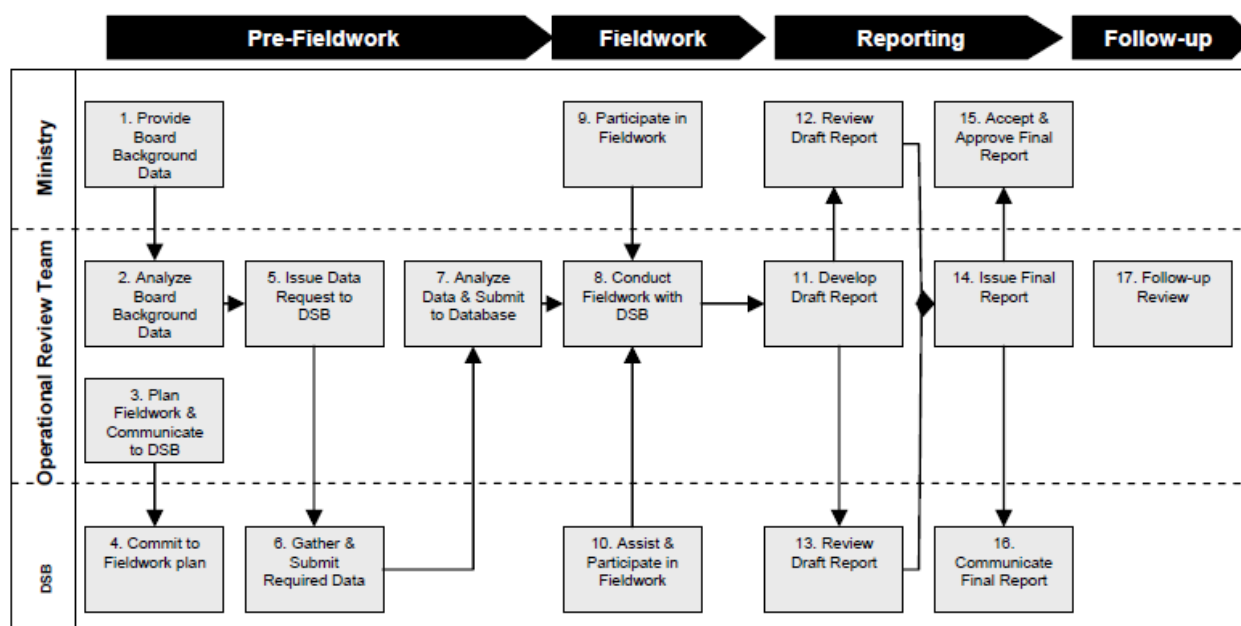 Pre-Fieldwork
Fieldwork
Reporting
Follow-up
Ministry
1. Provide
Board
Background
Data
9. Participate in
Fieldwork
12. Review
Draft Report
15. Accept &
Approve Final
Report
Operational Review Team
2. Analyze
Board
Background
Data
5. Issue Data
Request to
DSB
7. Analyze
Data & Submit
to Database
8. Conduct
Fieldwork with
DSB
11. Develop
Draft Report
14. Issue Final
Report
17. Follow-up
Review
3. Plan
Fieldwork &
Communicate
to DSB
DSB
4. Commit to
Fieldwork plan
6. Gather &
Submit
Required Data
10. Assist &
Participate in
Fieldwork
13. Review
Draft Report
16.
Communicate
Final Report